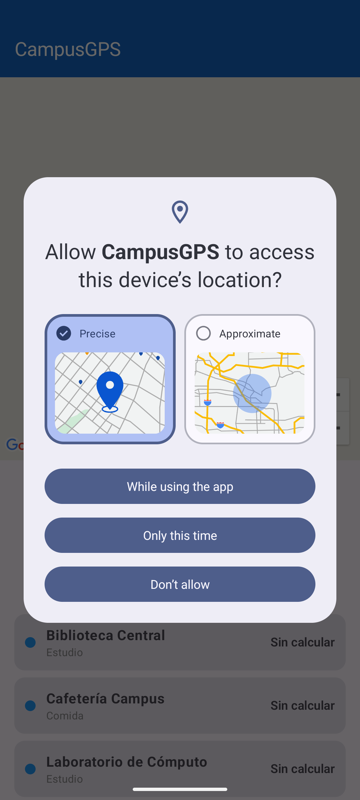 CampusGPS
Allow CampusGPS to access
this device's location?
Precise
Approximate
While using the app
Only this time
Don't allow
Biblioteca Central
Estudio
Sin calcular
Cafetería Campus
Comida
Sin calcular
Laboratorio de Cómputo
Estudio
Sin calcular